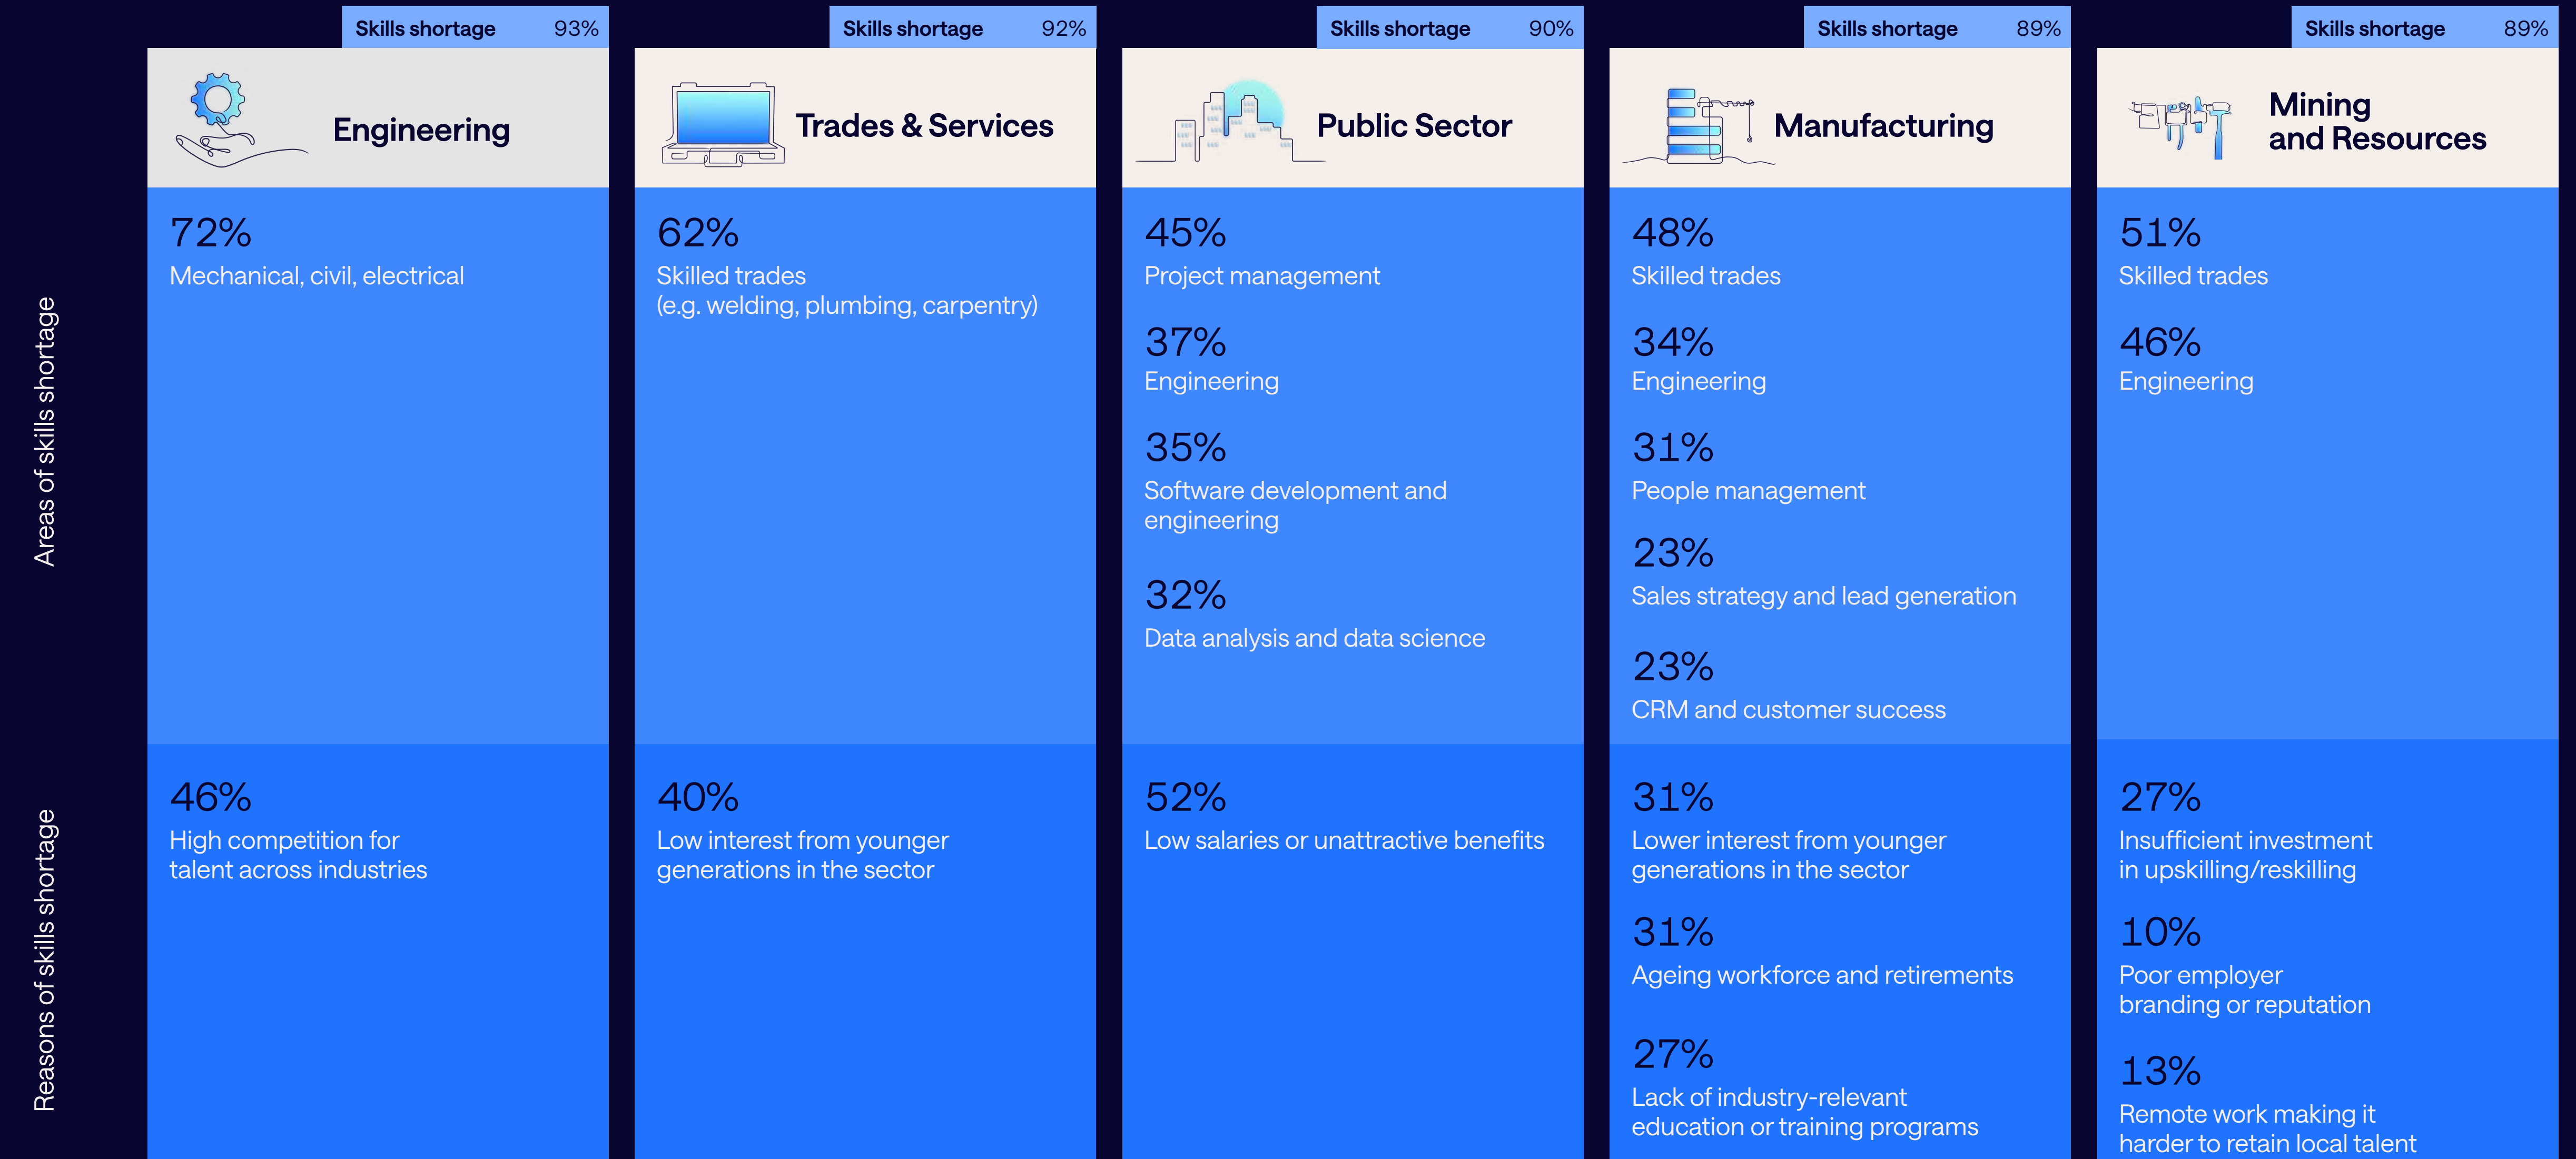 Skills shortage 93%
Engineering
Areas of skills shortage
72%
Mechanical, civil, electrical
Reasons of skills shortage
46%
High competition for
talent across industries
Skills shortage 92%
Trades & Services
62%
Skilled trades
(e.g. welding, plumbing, carpentry)
40%
Low interest from younger
generations in the sector
Skills shortage 90%
Public Sector
45%
Project management
37%
Engineering
35%
Software development and
engineering
32%
Data analysis and data science
52%
Low salaries or unattractive benefits
Skills shortage 89%
Manufacturing
48%
Skilled trades
34%
Engineering
31%
People management
23%
Sales strategy and lead generation
23%
CRM and customer success
31%
Lower interest from younger
generations in the sector
31%
Ageing workforce and retirements
27%
Lack of industry-relevant
education or training programs
Skills shortage 89%
Mining
and Resources
51%
Skilled trades
46%
Engineering
27%
Insufficient investment
in upskilling/reskilling
10%
Poor employer
branding or reputation
13%
Remote work making it
harder to retain local talent